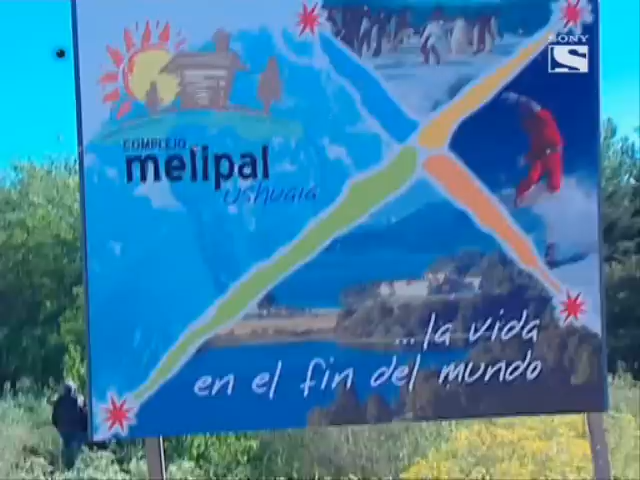 SONY
S
COMPLEJO
melipal
ushuaia
...la vida
en el fin del mundo